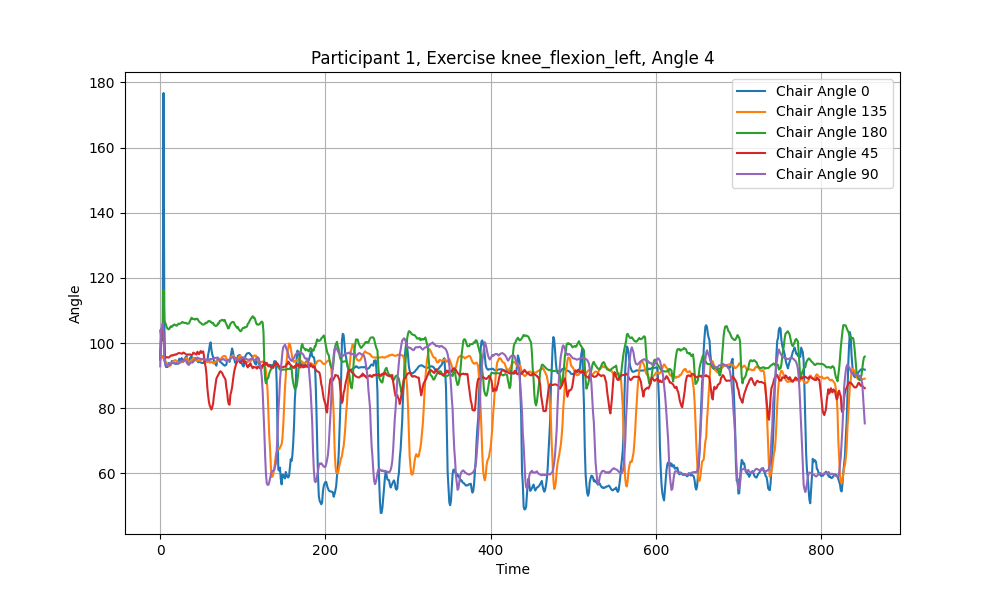 Participant 1, Exercise knee_flexion_left, Angle 4
180
160
140
120
100
80
60
Angle
0
200
400
600
800
Time
Chair Angle 0
Chair Angle 135
Chair Angle 180
Chair Angle 45
Chair Angle 90